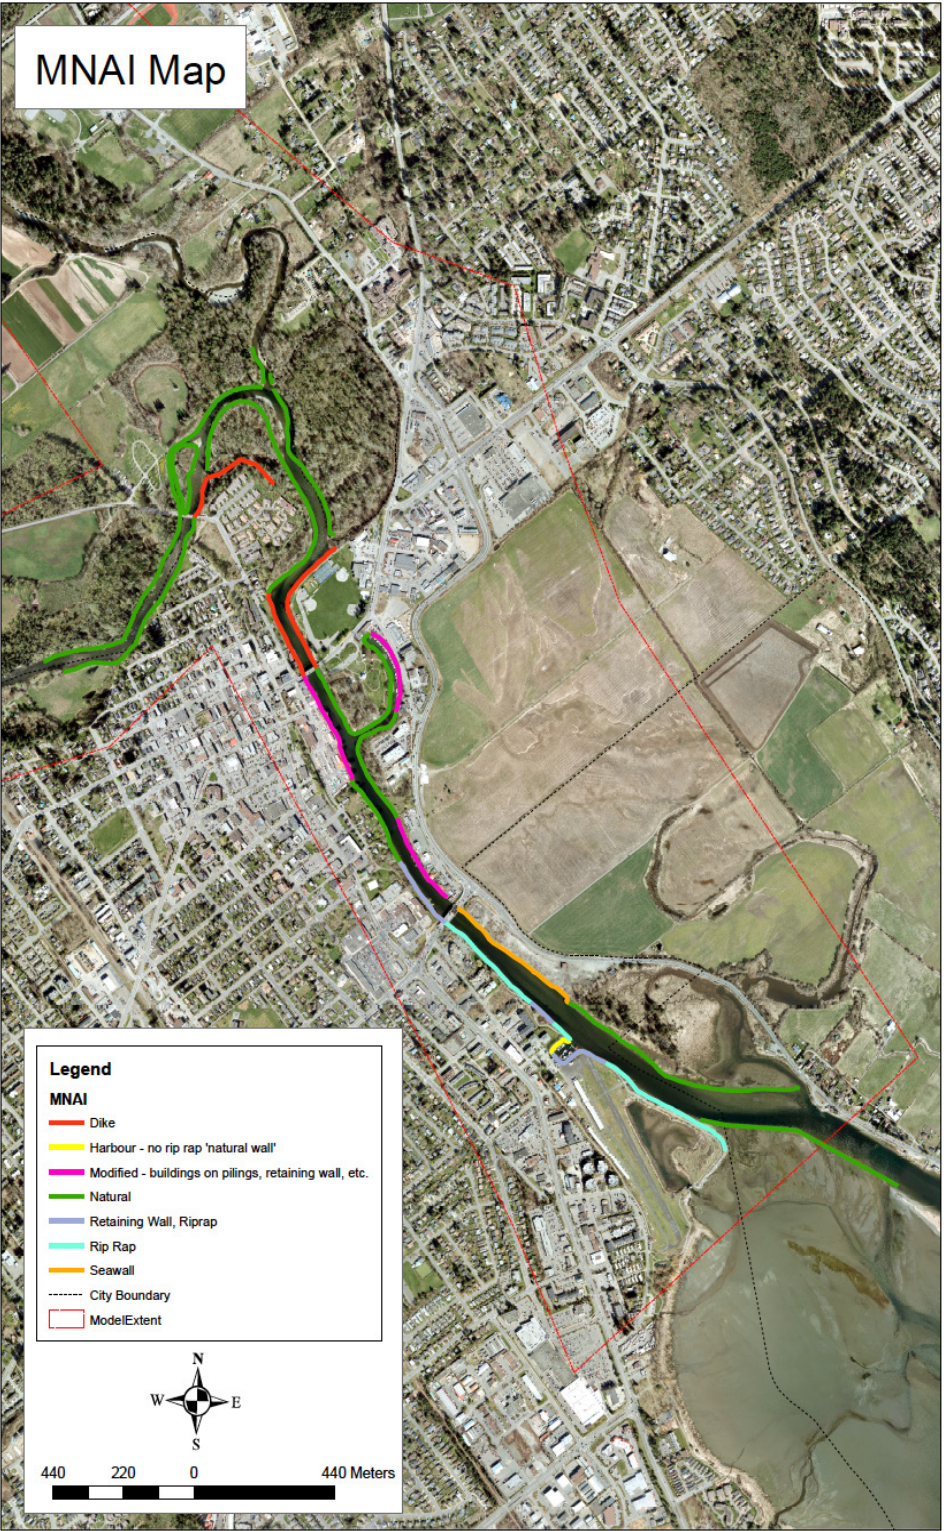 MNAI Map
Legend
MNAI
Dike
Harbour - no rip rap 'natural wall'
Modified - buildings on pilings, retaining wall, etc.
Natural
Retaining Wall, Riprap
Rip Rap
Seawall
City Boundary
ModelExtent
N
W E
S
440 220 0 440 Meters